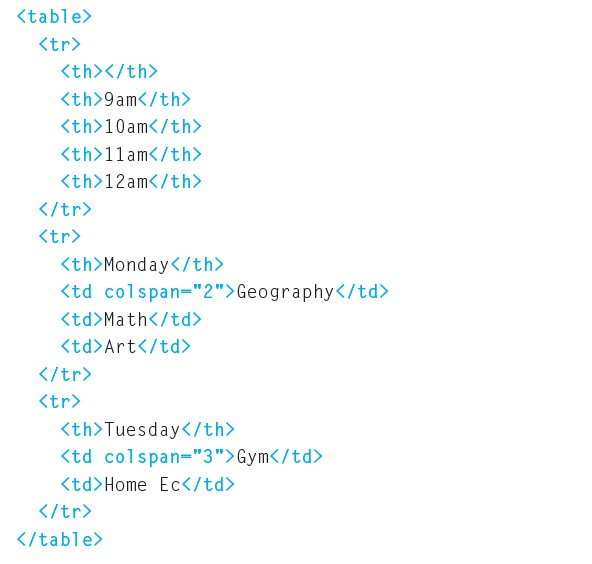 <table>
<tr>
<th></th>
<th>9am</th>
<th>10am</th>
<th>11am</th>
<th>12am</th>
</tr>
<tr>
<th>Monday</th>
<td colspan="2">Geography</td>
<td>Math</td>
<td>Art</td>
</tr>
<tr>
<th>Tuesday</th>
<td colspan="3">Gym</td>
<td>Home Ec</td>
</tr>
</table>